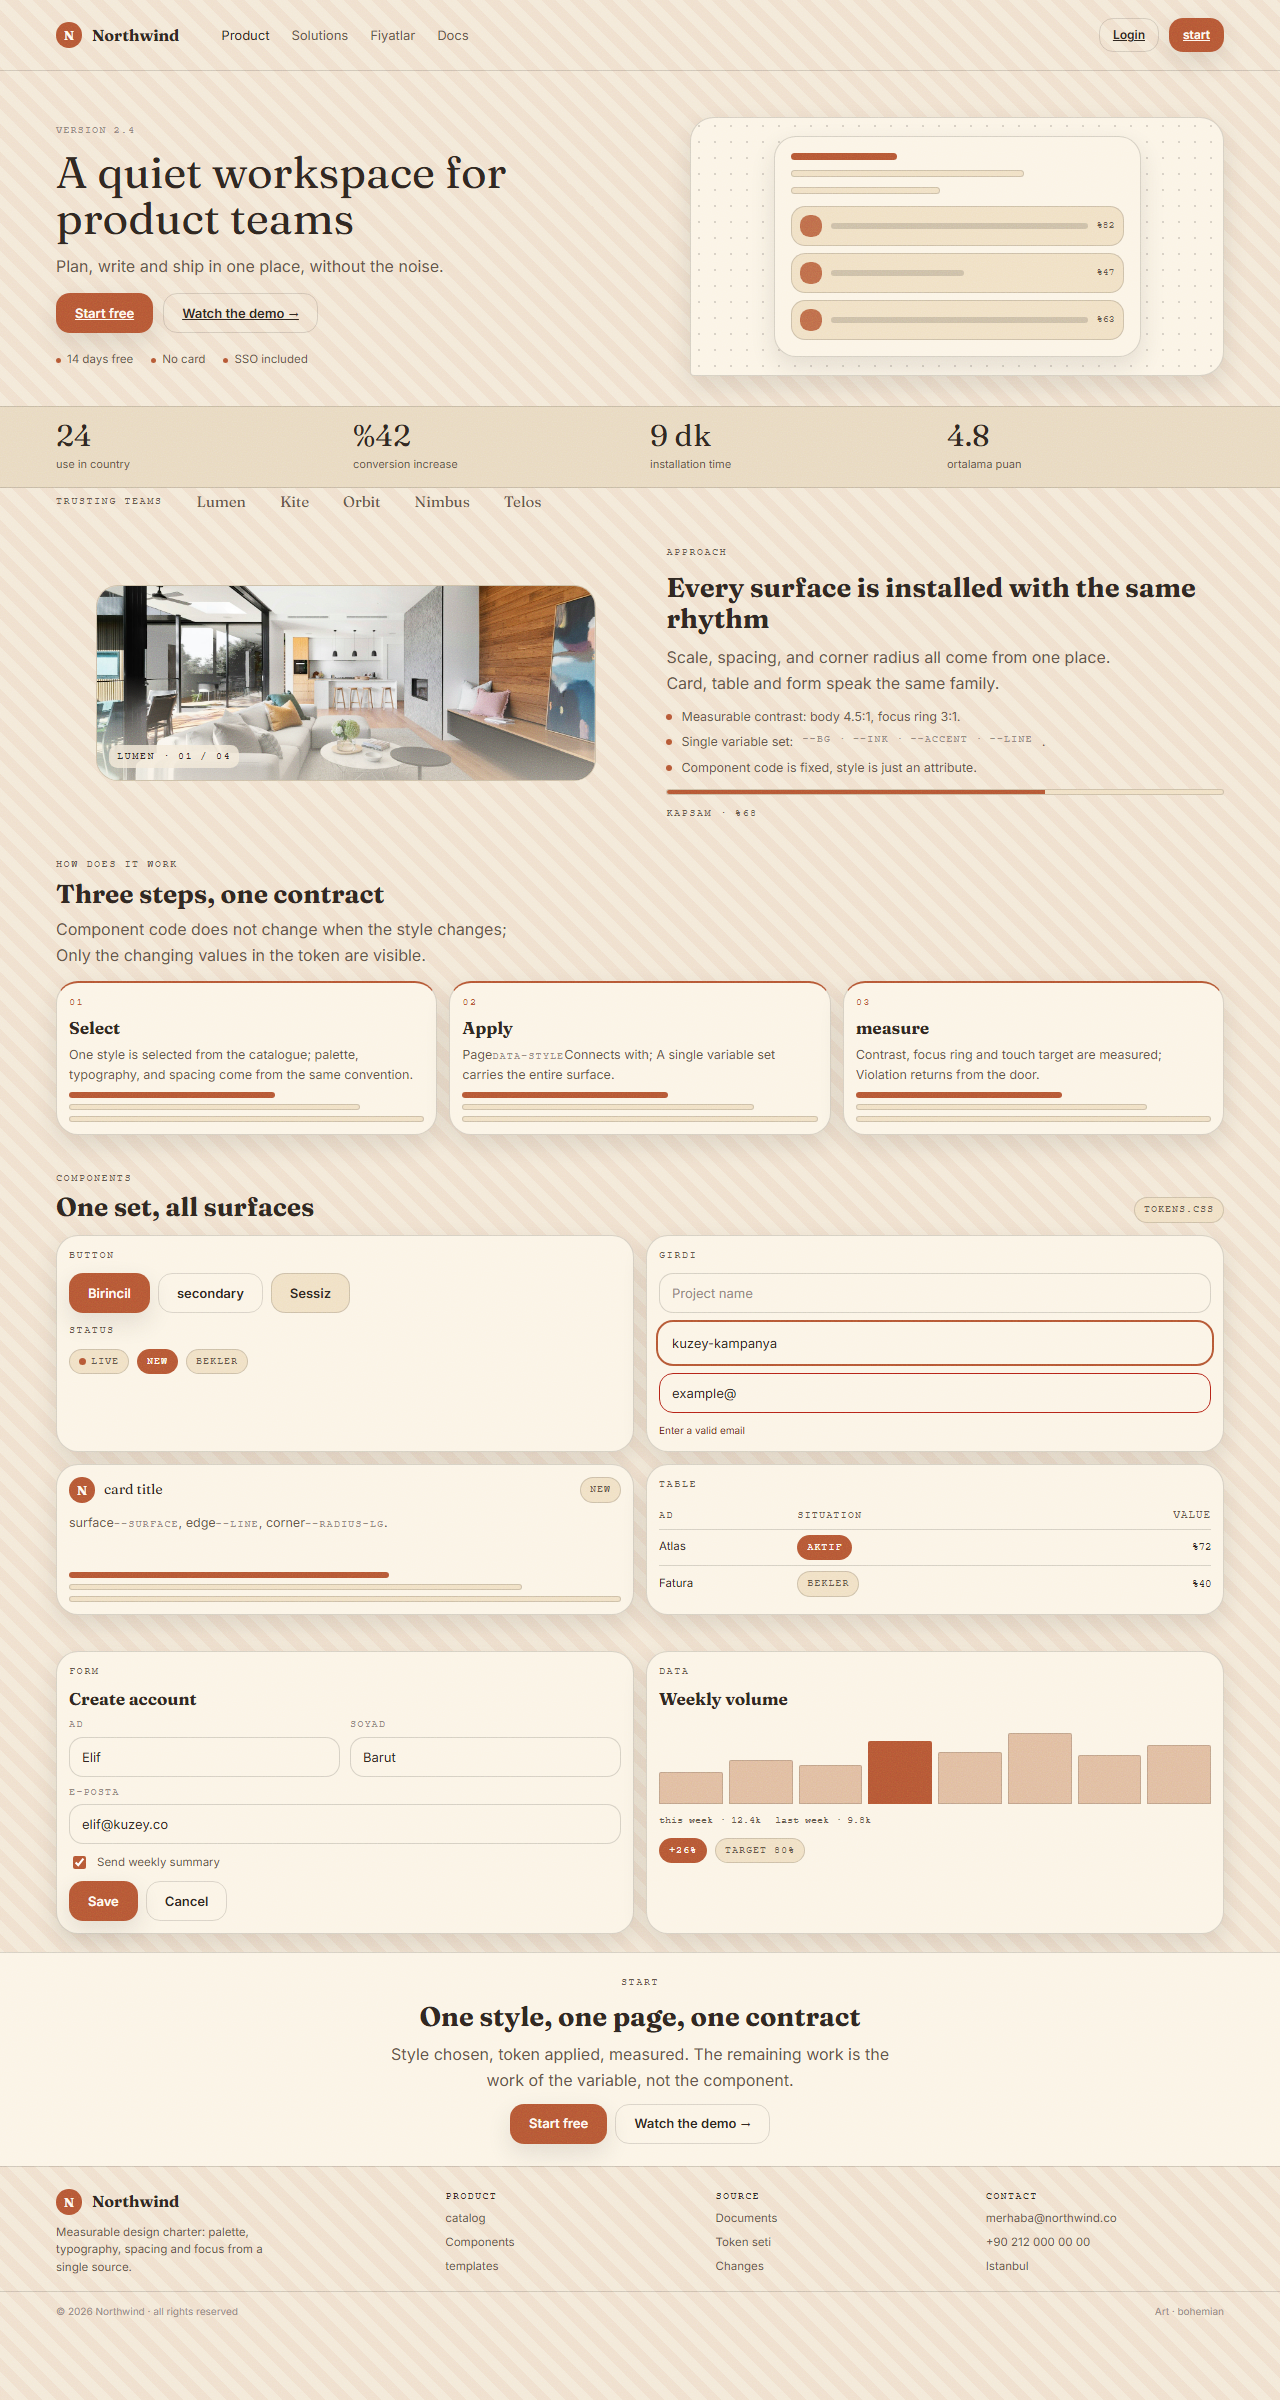 N Northwind Product Solutions Fiyatlar Docs Login start
VERSION 2.4
A quiet workspace for
product teams
Plan, write and ship in one place, without the noise.
Start free Watch the demo →
14 days free No card SSO included
%82
%47
%63
24 %42 9 dk 4.8
use in country conversion increase installation time ortalama puan
TRUSTING TEAMS Lumen Kite Orbit Nimbus Telos
LUMEN · 01 / 04
APPROACH
Every surface is installed with the same
rhythm
Scale, spacing, and corner radius all come from one place.
Card, table and form speak the same family.
Measurable contrast: body 4.5:1, focus ring 3:1.
Single variable set: --BG · --INK · --ACCENT · --LINE .
Component code is fixed, style is just an attribute.
KAPSAM · %68
HOW DOES IT WORK
Three steps, one contract
Component code does not change when the style changes;
Only the changing values in the token are visible.
01
Select
One style is selected from the catalogue; palette,
typography, and spacing come from the same convention.
02
Apply
PageDATA-STYLEConnects with; A single variable set
carries the entire surface.
03
measure
Contrast, focus ring and touch target are measured;
Violation returns from the door.
COMPONENTS
One set, all surfaces
TOKENS.CSS
BUTTON
Birincil secondary Sessiz
STATUS
LIVE NEW BEKLER
GIRDI
Project name
kuzey-kampanya
example@
Enter a valid email
N card title NEW
surface--SURFACE, edge--LINE, corner--RADIUS-LG.
TABLE
AD SITUATION VALUE
Atlas AKTIF %72
Fatura BEKLER %40
FORM
Create account
AD SOYAD
Elif Barut
E-POSTA
elif@kuzey.co
Send weekly summary
Save Cancel
DATA
Weekly volume
this week · 12.4k last week · 9.8k
+26% TARGET 80%
START
One style, one page, one contract
Style chosen, token applied, measured. The remaining work is the
work of the variable, not the component.
Start free Watch the demo →
N Northwind
Measurable design charter: palette,
typography, spacing and focus from a
single source.
PRODUCT
catalog
Components
templates
SOURCE
Documents
Token seti
Changes
CONTACT
merhaba@northwind.co
+90 212 000 00 00
Istanbul
© 2026 Northwind · all rights reserved Art · bohemian